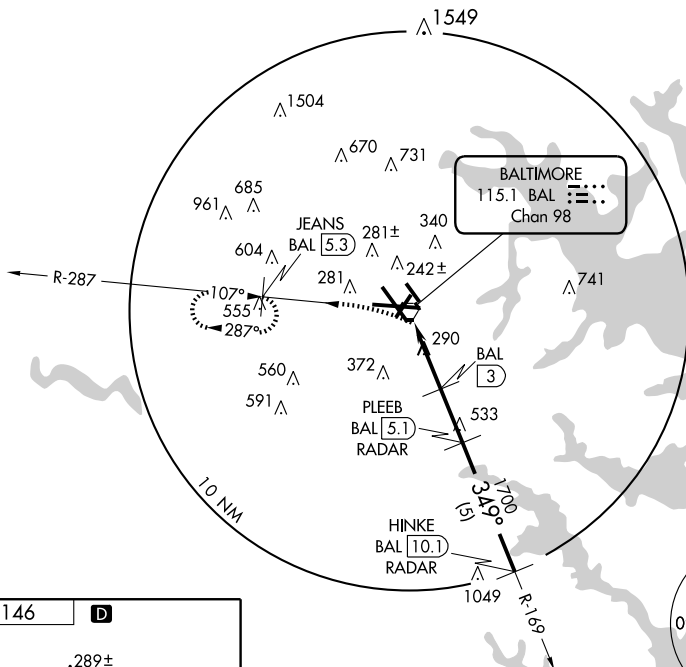 1549
1504
670
731
BALTIMORE
115.1 BAL
Chan 98
961
685
JEANS
BAL 5.3
281±
340
604
242±
R-287
107°
281
741
555
287°
290
BAL
3
560
372
591
PLEEB
BAL 5.1
RADAR
533
1700
349°
(5)
10 NM
HINKE
BAL 10.1
RADAR
1049
R-169
146
D
289±
0